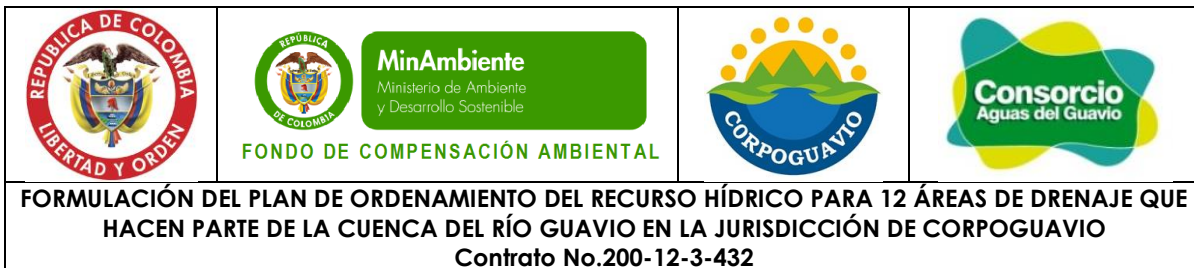 REPUBLICA DE COLOMBIA
LIBERTAD Y ORDEN
REPÚBLICA
DE COLOMBIA
MinAmbiente
Ministerio de Ambiente
y Desarrollo Sostenible
FONDO DE COMPENSACIÓN AMBIENTAL
CORPOGUAVIO
Consorcio
Aguas del Guavio
FORMULACIÓN DEL PLAN DE ORDENAMIENTO DEL RECURSO HÍDRICO PARA 12 ÁREAS DE DRENAJE QUE
HACEN PARTE DE LA CUENCA DEL RÍO GUAVIO EN LA JURISDICCIÓN DE CORPOGUAVIO
Contrato No.200-12-3-432